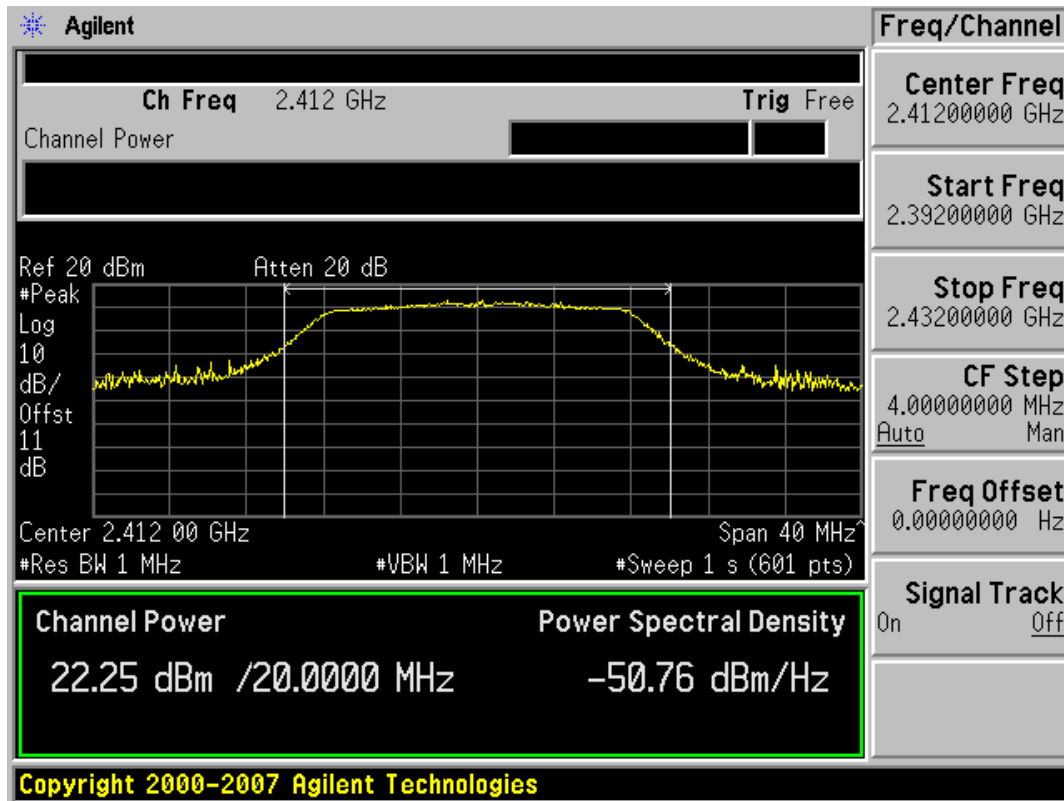 Agilent
Ch Freq 2.412 GHz Trig Free
Channel Power
Ref 20 dBm Atten 20 dB
#Peak
Log
10
dB/
Offst
11
dB
Center 2.412 00 GHz Span 40 MHz^
#Res BW 1 MHz #VBW 1 MHz #Sweep 1 s (601 pts)
Channel Power Power Spectral Density
22.25 dBm /20.0000 MHz -50.76 dBm/Hz
Copyright 2000-2007 Agilent Technologies
Freq/Channel
Center Freq
2.41200000 GHz
Start Freq
2.39200000 GHz
Stop Freq
2.43200000 GHz
CF Step
4.00000000 MHz
Auto Man
Freq Offset
0.00000000 Hz
Signal Track
On Off